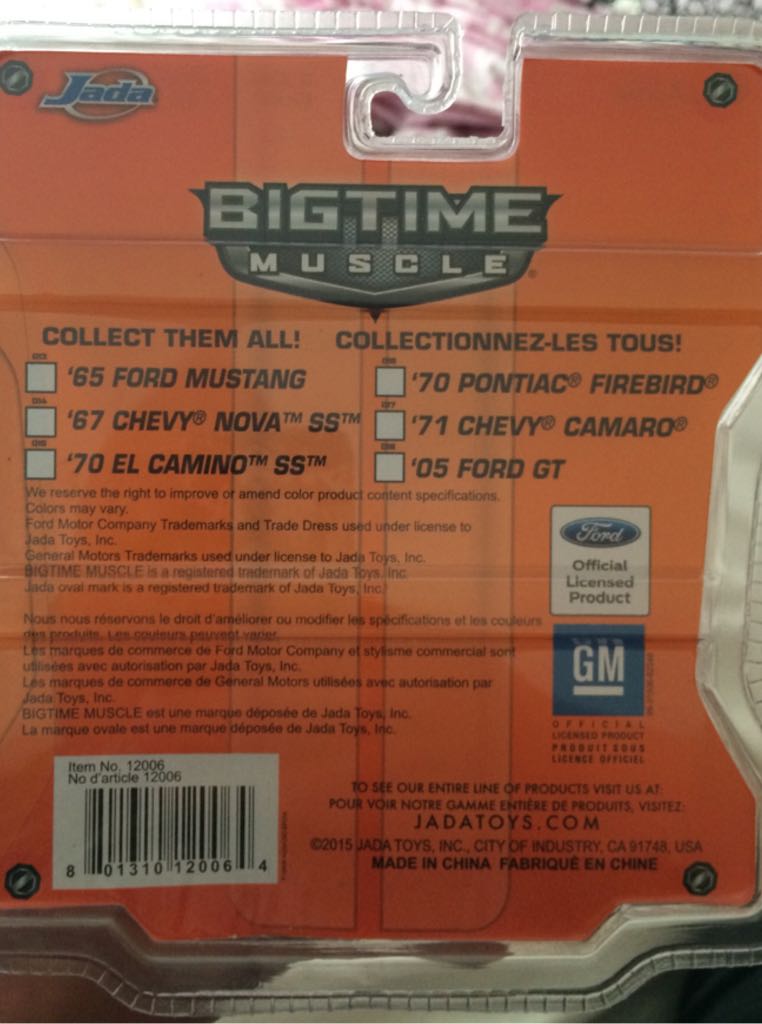 Jada
BIGTIME
MUSCLE®
COLLECT THEM ALL! COLLECTIONNEZ-LES TOUS!
'65 FORD MUSTANG
'67 CHEVY® NOVA™ SS™
'70 EL CAMINO™ SS™
'70 PONTIAC® FIREBIRD®
'71 CHEVY® CAMARO®
'05 FORD GT
We reserve the right to improve or amend color product content specifications.
Colors may vary.
Ford Motor Company Trademarks and Trade Dress used under license to
Jada Toys, Inc.
General Motors Trademarks used under license to Jada Toys, Inc.
BIGTIME MUSCLE is a registered trademark of Jada Toys, Inc.
Jada oval mark is a registered trademark of Jada Toys, Inc.
Nous nous réservons le droit d'améliorer ou modifier les spécifications et les couleurs
des produits. Les couleurs peuvent varier.
Les marques de commerce de Ford Motor Company et stylisme commercial sont
utilisées avec autorisation par Jada Toys, Inc.
Les marques de commerce de General Motors utilisées avec autorisation par
Jada Toys, Inc.
BIGTIME MUSCLE est une marque déposée de Jada Toys, Inc.
La marque ovale est une marque déposée de Jada Toys, Inc.
Ford
Official
Licensed
Product
GM
OFFICIAL
LICENSED PRODUCT
PRODUIT SOUS
LICENCE OFFICIEL
Item No. 12006
No d'article 12006
8 01310 12006 4
TO SEE OUR ENTIRE LINE OF PRODUCTS VISIT US AT:
POUR VOIR NOTRE GAMME ENTIÈRE DE PRODUITS, VISITEZ:
JADATOYS.COM
©2015 JADA TOYS, INC., CITY OF INDUSTRY, CA 91748, USA
MADE IN CHINA FABRIQUÉ EN CHINE